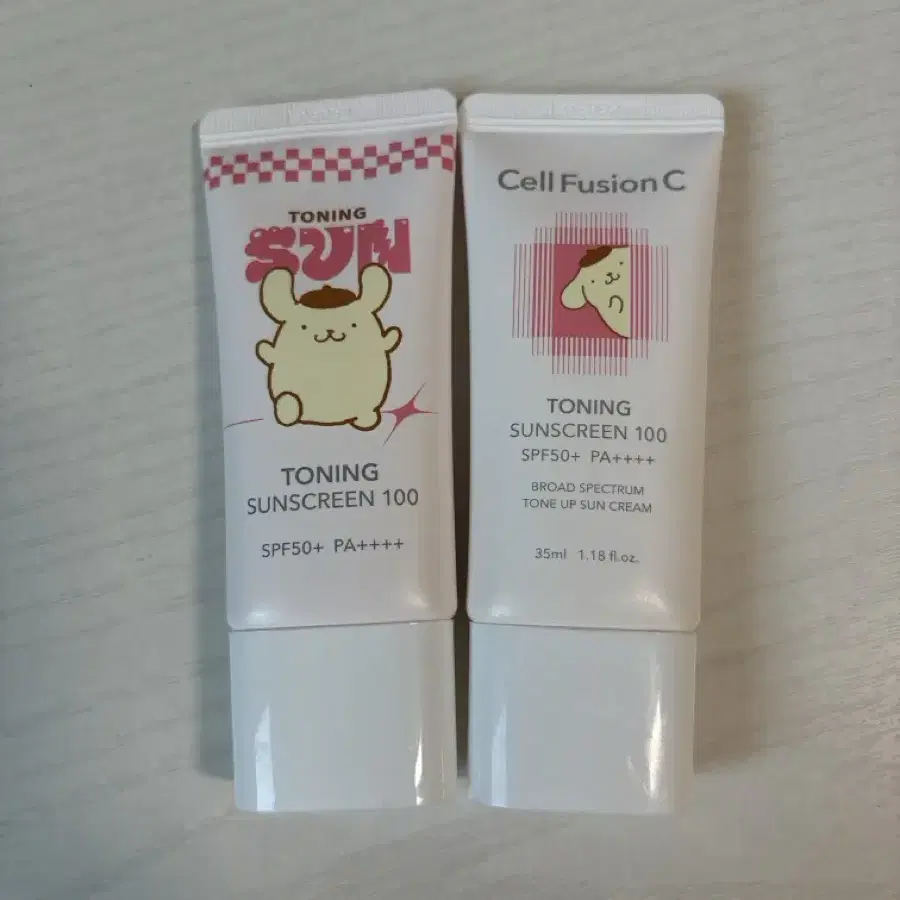 TONING
SUN
TONING
SUNSCREEN 100
SPF50+ PA++++
Cell Fusion C
TONING
SUNSCREEN 100
SPF50+ PA++++
BROAD SPECTRUM
TONE UP SUN CREAM
35ml 1.18 fl.oz.